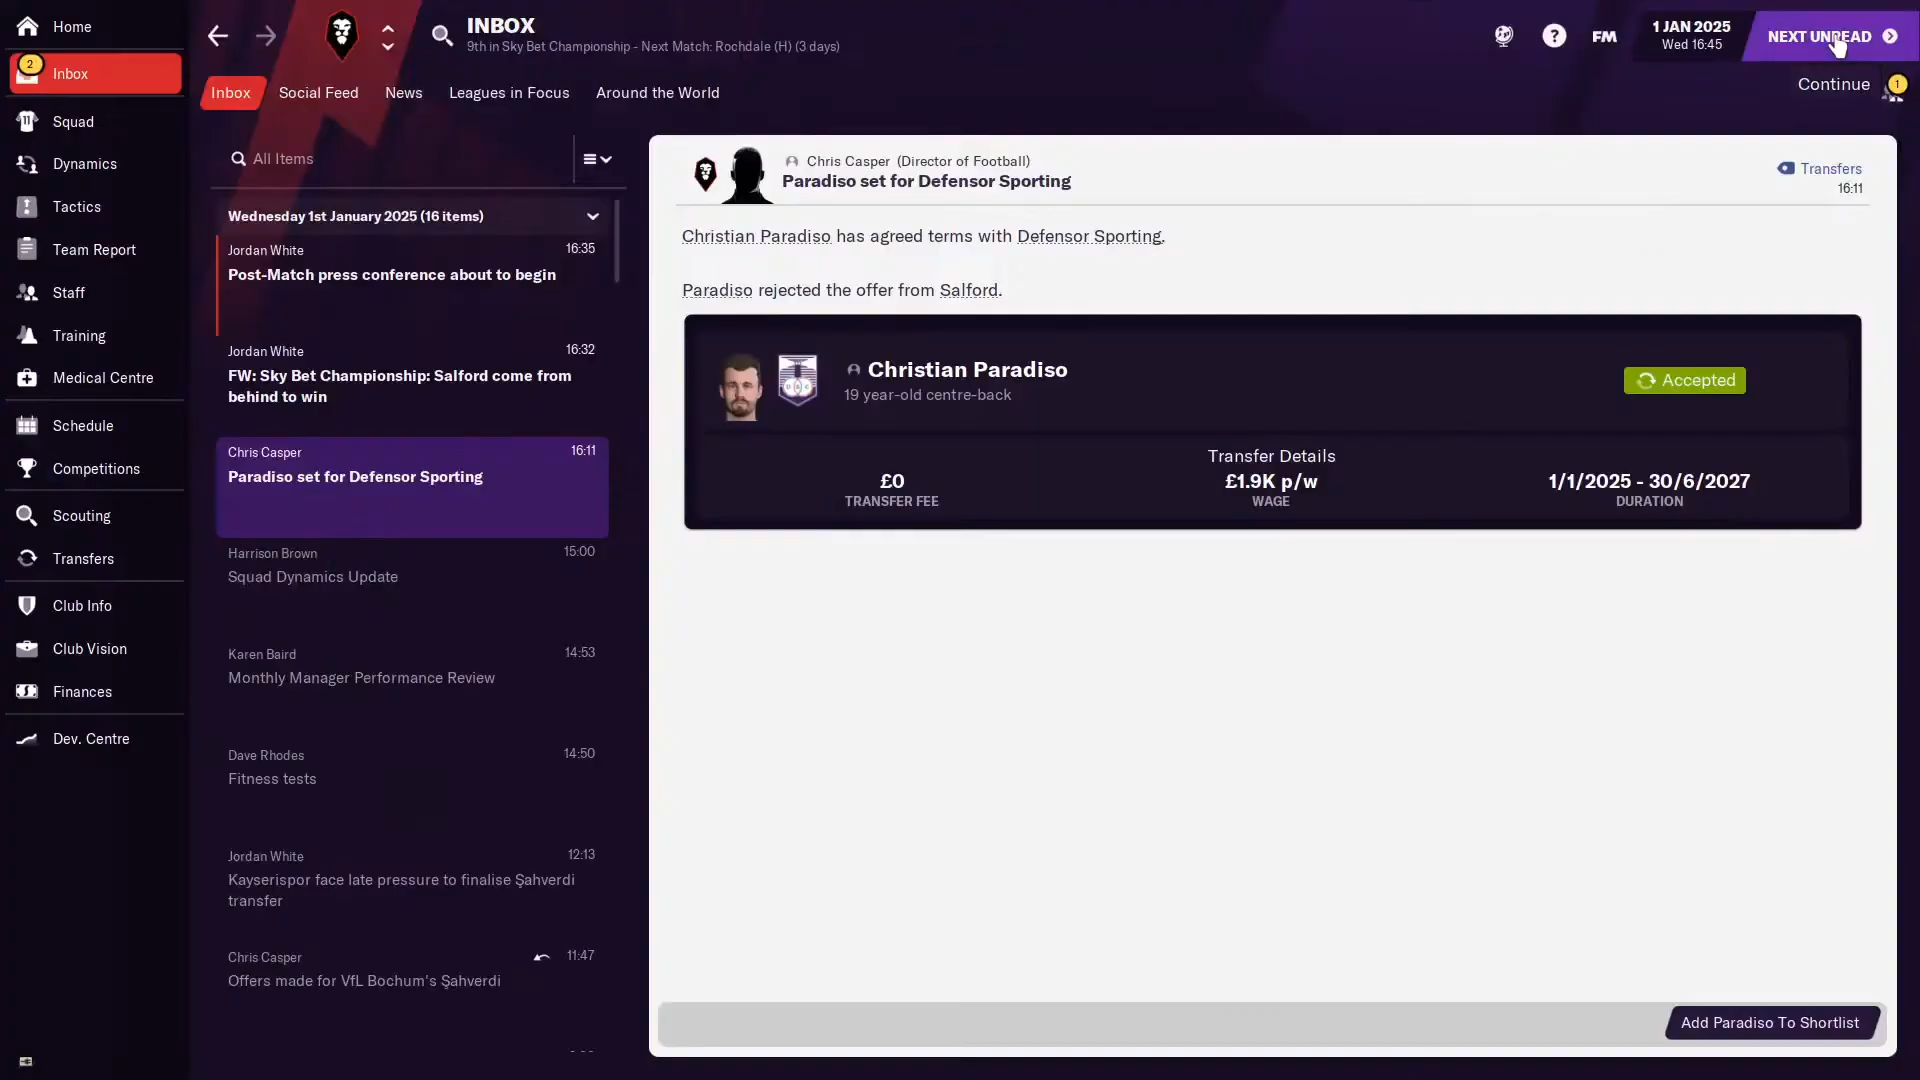 Home
2
Inbox
Squad
Dynamics
Tactics
Team Report
Staff
Training
Medical Centre
Schedule
Competitions
Scouting
Transfers
Club Info
Club Vision
Finances
Dev. Centre
INBOX
9th in Sky Bet Championship - Next Match: Rochdale (H) (3 days)
FM
1 JAN 2025
Wed 16:45
NEXT UNREAD
Continue
1
Inbox
Social Feed
News
Leagues in Focus
Around the World
All Items
Wednesday 1st January 2025 (16 items)
Jordan White
16:35
Post-Match press conference about to begin
Jordan White
16:32
FW: Sky Bet Championship: Salford come from
behind to win
Chris Casper
16:11
Paradiso set for Defensor Sporting
Harrison Brown
15:00
Squad Dynamics Update
Karen Baird
14:53
Monthly Manager Performance Review
Dave Rhodes
14:50
Fitness tests
Jordan White
12:13
Kayserispor face late pressure to finalise Şahverdi
transfer
Chris Casper
11:47
Offers made for VfL Bochum's Şahverdi
Chris Casper (Director of Football)
Paradiso set for Defensor Sporting
Transfers
16:11
Christian Paradiso has agreed terms with Defensor Sporting.
Paradiso rejected the offer from Salford.
Christian Paradiso
19 year-old centre-back
Accepted
Transfer Details
£0
TRANSFER FEE
£1.9K p/w
WAGE
1/1/2025 - 30/6/2027
DURATION
Add Paradiso To Shortlist